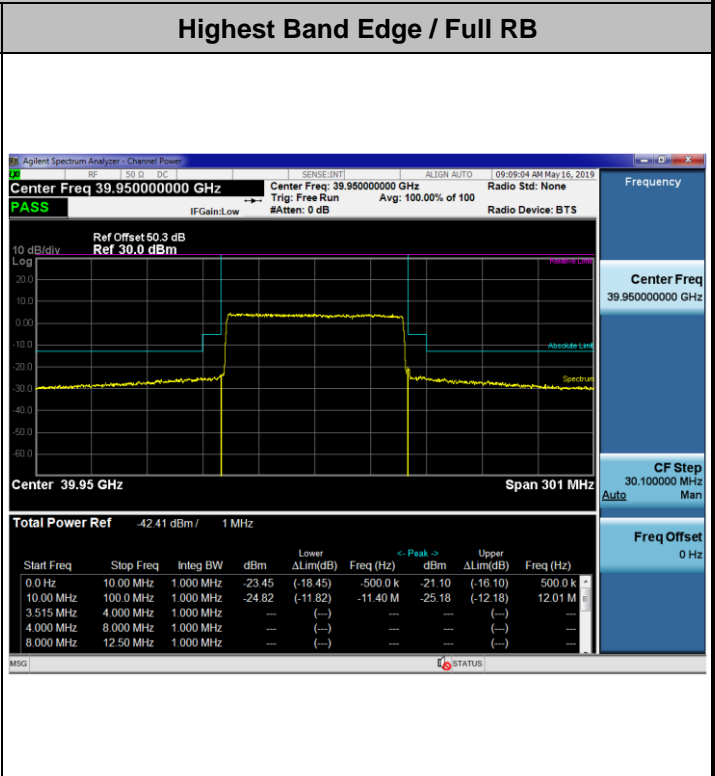 Highest Band Edge / Full RB
Agilent Spectrum Analyzer - Channel Power
RF 50 Ω DC SENSE:INT ALIGN AUTO 09:09:04 AM May 16, 2019
Center Freq 39.950000000 GHz
Center Freq: 39.950000000 GHz
Radio Std: None
Trig: Free Run Avg: 100.00% of 100
PASS
IFGain:Low
#Atten: 0 dB
Radio Device: BTS
Frequency
Ref Offset 50.3 dB
10 dB/div Ref 30.0 dBm
Log
Relative Limit
20.0
10.0
0.00
-10.0
Absolute Limit
-20.0
Spectrum
-30.0
-40.0
-50.0
-60.0
Center 39.95 GHz
Span 301 MHz
Center Freq
39.950000000 GHz
CF Step
30.100000 MHz
Auto Man
Freq Offset
0 Hz
Total Power Ref -42.41 dBm / 1 MHz
Lower <- Peak -> Upper
Start Freq Stop Freq Integ BW dBm ΔLim(dB) Freq (Hz) dBm ΔLim(dB) Freq (Hz)
0.0 Hz 10.00 MHz 1.000 MHz -23.45 (-18.45) -500.0 k -21.10 (-16.10) 500.0 k
10.00 MHz 100.0 MHz 1.000 MHz -24.82 (-11.82) -11.40 M -25.18 (-12.18) 12.01 M
3.515 MHz 4.000 MHz 1.000 MHz --- (---) --- --- (---) ---
4.000 MHz 8.000 MHz 1.000 MHz --- (---) --- --- (---) ---
8.000 MHz 12.50 MHz 1.000 MHz --- (---) --- --- (---) ---
MSG
STATUS